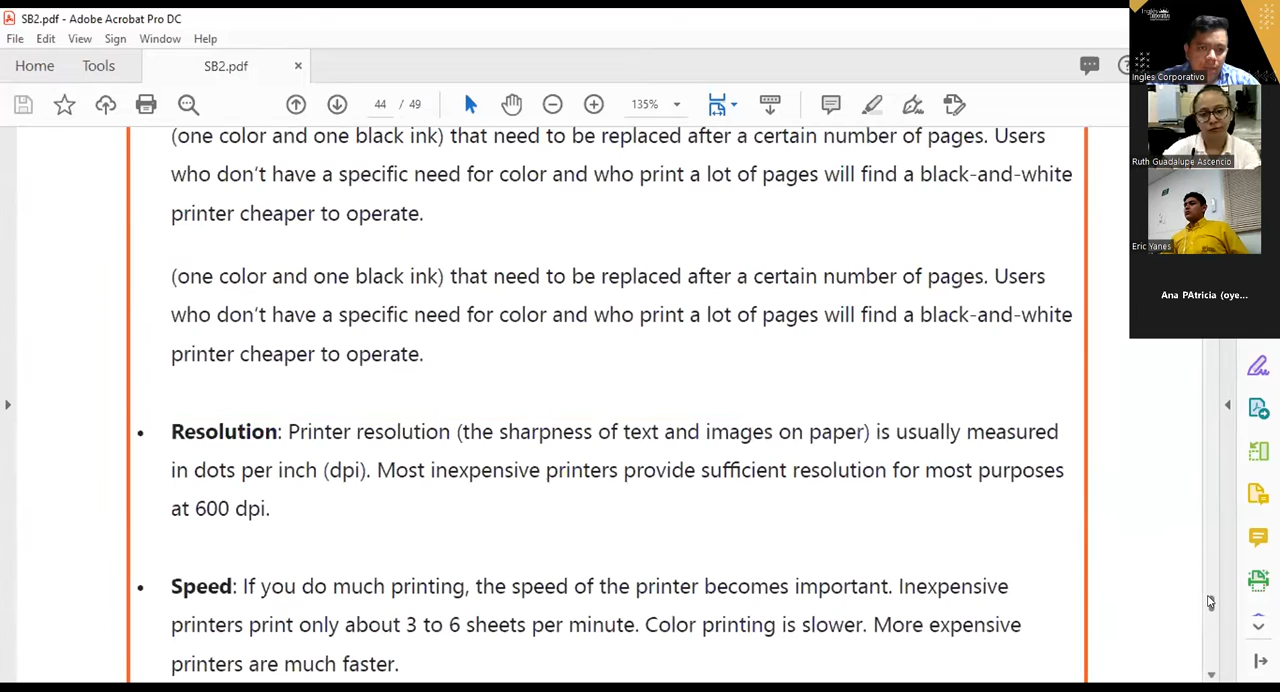 SB2.pdf - Adobe Acrobat Pro DC
File Edit View Sign Window Help
Home Tools SB2.pdf ×
44 / 49 135%
(one color and one black ink) that need to be replaced after a certain number of pages. Users
who don't have a specific need for color and who print a lot of pages will find a black-and-white
printer cheaper to operate.
(one color and one black ink) that need to be replaced after a certain number of pages. Users
who don't have a specific need for color and who print a lot of pages will find a black-and-white
printer cheaper to operate.
• Resolution: Printer resolution (the sharpness of text and images on paper) is usually measured
in dots per inch (dpi). Most inexpensive printers provide sufficient resolution for most purposes
at 600 dpi.
• Speed: If you do much printing, the speed of the printer becomes important. Inexpensive
printers print only about 3 to 6 sheets per minute. Color printing is slower. More expensive
printers are much faster.
Inglés
Ingles Corporativo
Ruth Guadalupe Ascencio
Eric Yanes
Ana PAtricia (oye...